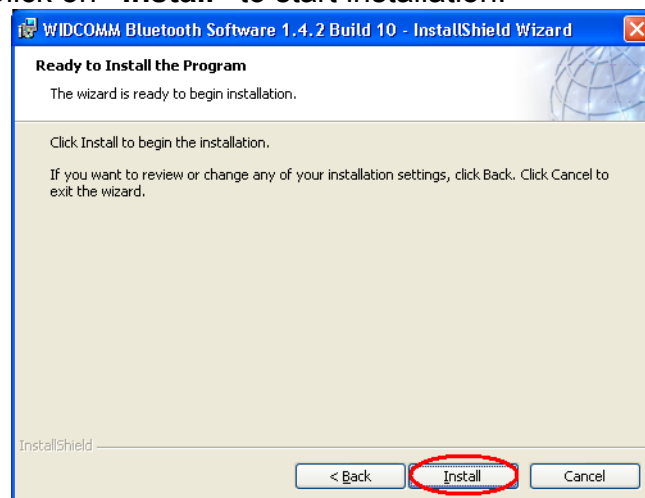 lick on "Install" to start installation.
WIDCOMM Bluetooth Software 1.4.2 Build 10 - InstallShield Wizard
Ready to Install the Program
The wizard is ready to begin installation.
Click Install to begin the installation.
If you want to review or change any of your installation settings, click Back. Click Cancel to
exit the wizard.
InstallShield
< Back Install Cancel